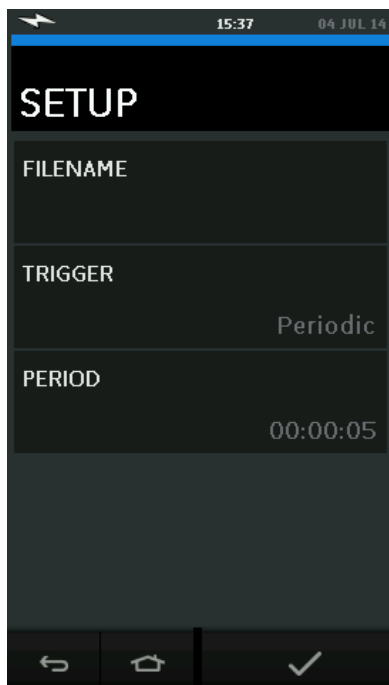 15:37 04 JUL 14
SETUP
FILENAME
TRIGGER
Periodic
PERIOD
00:00:05